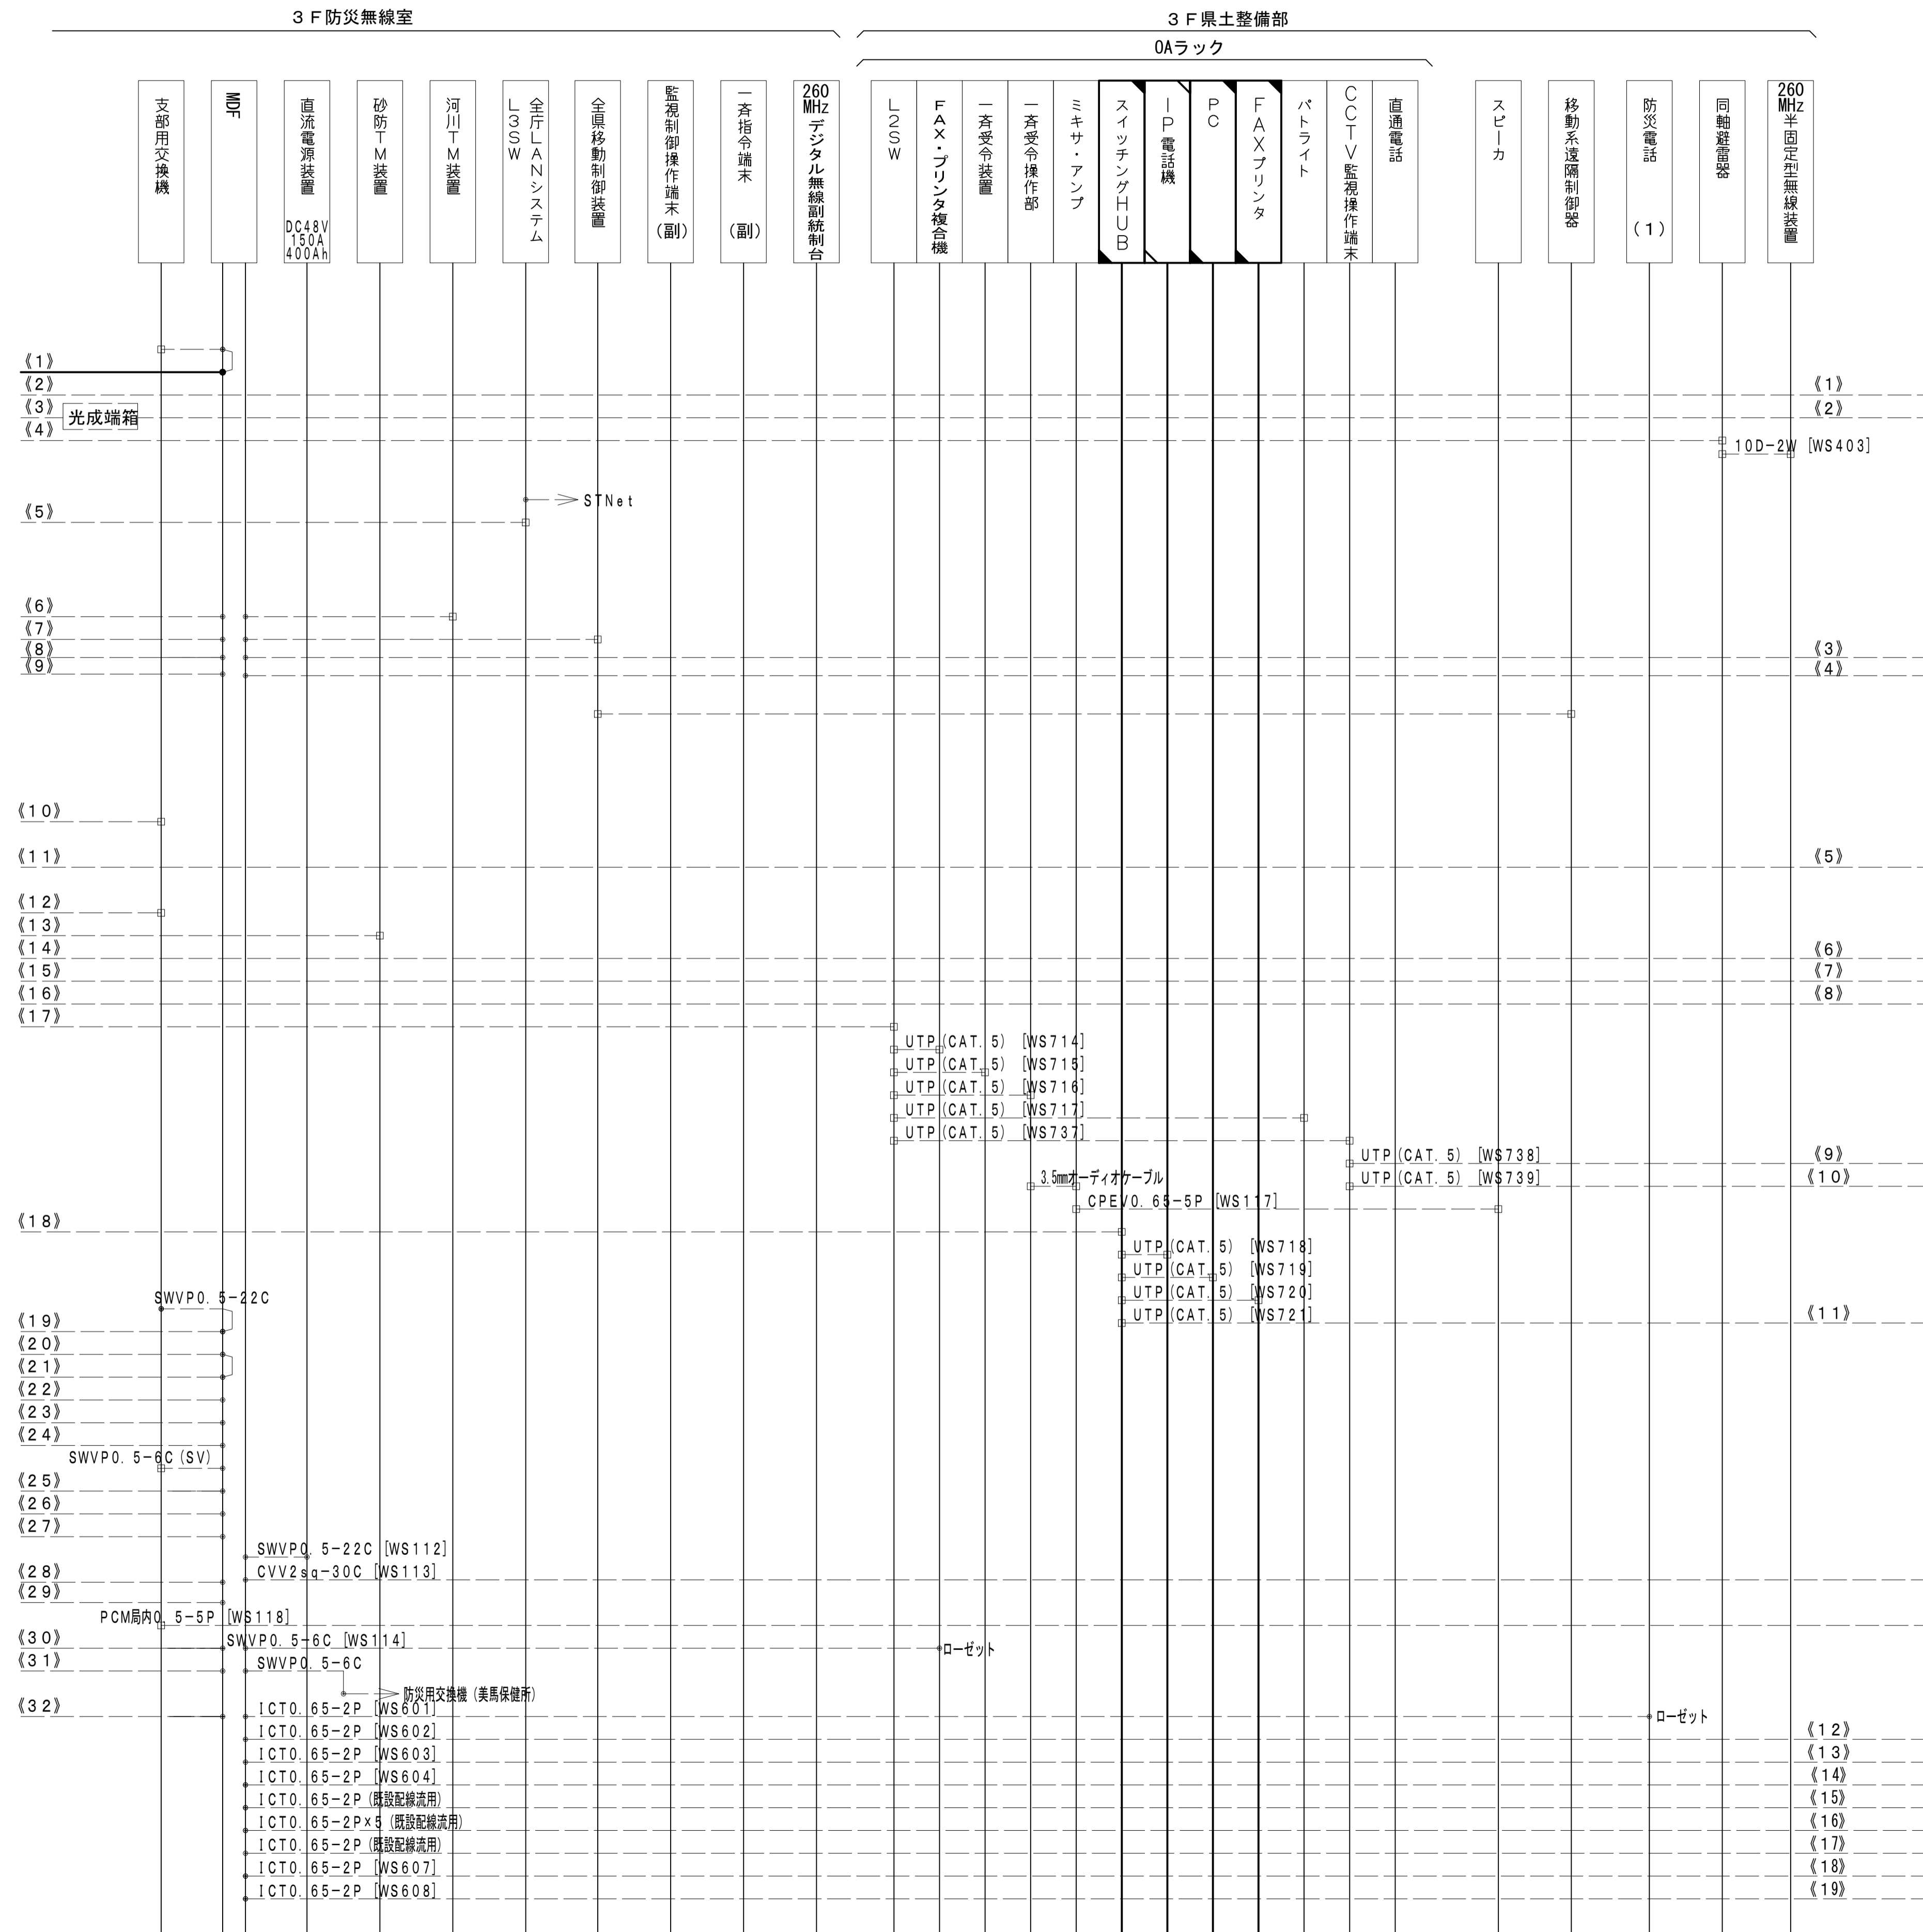 ３Ｆ防災無線室
３Ｆ県土整備部
OAラック
支部用交換機
MDF
直流電源装置
DC48V
150A
400Ah
砂防ＴＭ装置
河川ＴＭ装置
全庁ＬＡＮシステム
Ｌ３ＳＷ
全県移動制御装置
監視制御操作端末
(副)
一斉指令端末
(副)
260
MHz
デジタル無線副統制台
Ｌ２ＳＷ
ＦＡＸ・プリンタ複合機
一斉受令装置
一斉受令操作部
ミキサ・アンプ
スイッチングＨＵＢ
ＩＰ電話機
ＰＣ
ＦＡＸプリンタ
パトライト
ＣＣＴＶ監視操作端末
直通電話
スピーカ
移動系遠隔制御器
防災電話
(1)
同軸避雷器
260
MHz
半固定型無線装置
《1》
《2》 《1》
《3》 光成端箱 《2》
《4》
10D-2W [WS403]
STNet
《5》
《6》
《7》
《8》 《3》
《9》 《4》
《10》
《11》 《5》
《12》
《13》
《14》 《6》
《15》 《7》
《16》 《8》
《17》
UTP(CAT.5) [WS714]
UTP(CAT.5) [WS715]
UTP(CAT.5) [WS716]
UTP(CAT.5) [WS717]
UTP(CAT.5) [WS737]
UTP(CAT.5) [WS738] 《9》
3.5mmオーディオケーブル UTP(CAT.5) [WS739] 《10》
CPEV0.65-5P [WS117]
《18》
UTP(CAT.5) [WS718]
UTP(CAT.5) [WS719]
SWVP0.5-22C UTP(CAT.5) [WS720]
《19》 UTP(CAT.5) [WS721] 《11》
《20》
《21》
《22》
《23》
《24》
SWVP0.5-6C(SV)
《25》
《26》
《27》
SWVP0.5-22C [WS112]
《28》 CVV2sq-30C [WS113]
《29》
PCM局内0.5-5P [WS118]
《30》 SWVP0.5-6C [WS114] ローゼット
《31》 SWVP0.5-6C
防災用交換機(美馬保健所)
《32》 ICT0.65-2P [WS601] ローゼット
ICT0.65-2P [WS602] 《12》
ICT0.65-2P [WS603] 《13》
ICT0.65-2P [WS604] 《14》
ICT0.65-2P(既設配線流用) 《15》
ICT0.65-2P×5(既設配線流用) 《16》
ICT0.65-2P(既設配線流用) 《17》
ICT0.65-2P [WS607] 《18》
ICT0.65-2P [WS608] 《19》